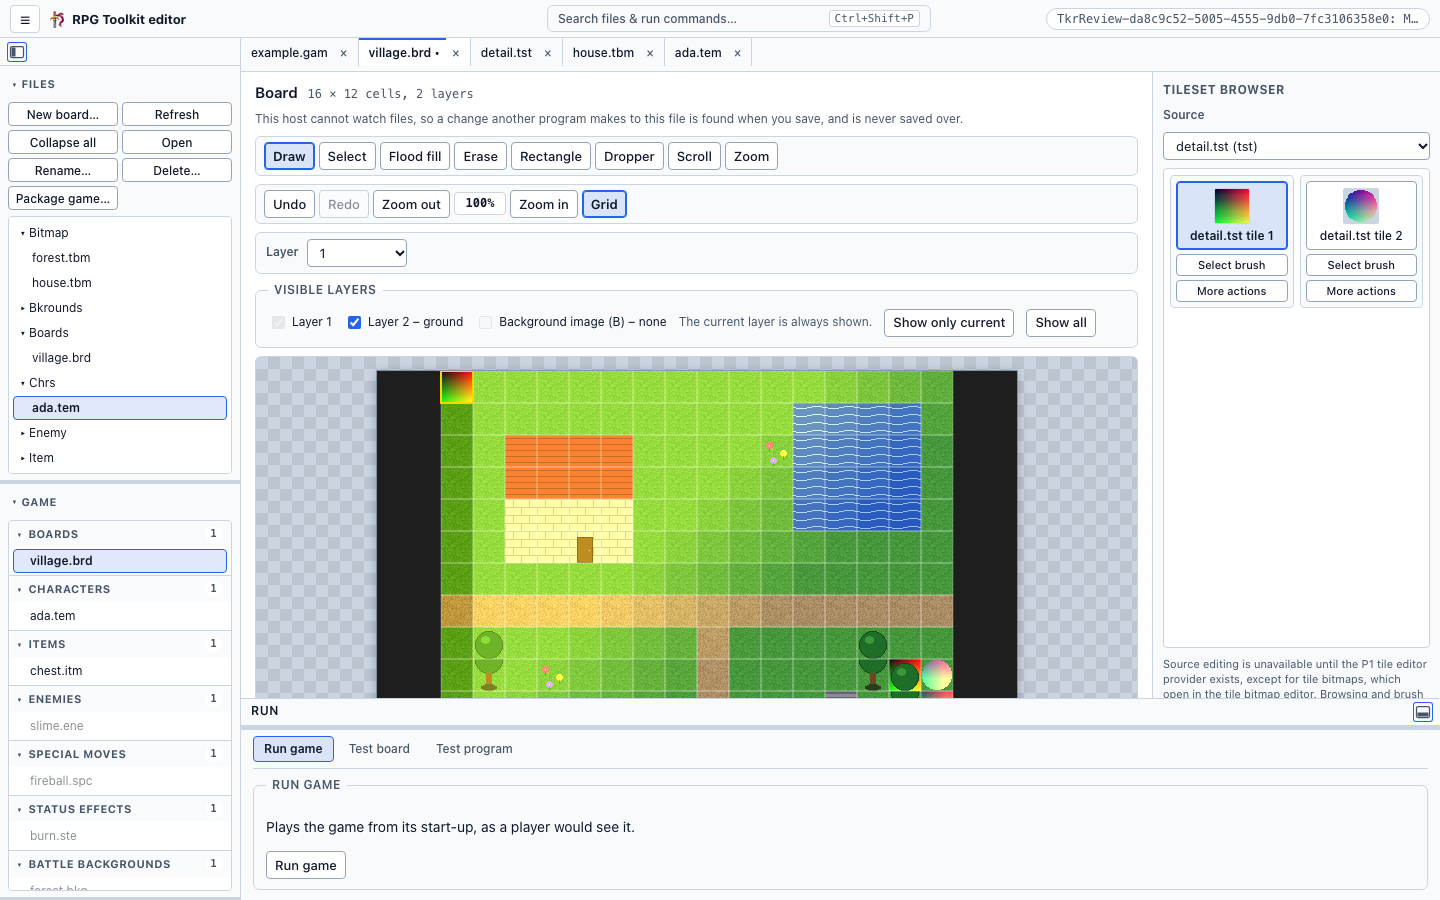 RPG Toolkit editor
Search files & run commands... Ctrl+Shift+P
TkrReview-da8c9c52-5005-4555-9db0-7fc3106358e0: M…
example.gam ×
village.brd • ×
detail.tst ×
house.tbm ×
ada.tem ×
FILES
New board... Refresh
Collapse all Open
Rename... Delete...
Package game...
Bitmap
forest.tbm
house.tbm
Bkrounds
Boards
village.brd
Chrs
ada.tem
Enemy
Item
GAME
BOARDS 1
village.brd
CHARACTERS 1
ada.tem
ITEMS 1
chest.itm
ENEMIES 1
slime.ene
SPECIAL MOVES 1
fireball.spc
STATUS EFFECTS 1
burn.ste
BATTLE BACKGROUNDS 1
forest.bkg
Board 16 × 12 cells, 2 layers
This host cannot watch files, so a change another program makes to this file is found when you save, and is never saved over.
Draw Select Flood fill Erase Rectangle Dropper Scroll Zoom
Undo Redo Zoom out 100% Zoom in Grid
Layer 1
VISIBLE LAYERS
Layer 1 Layer 2 – ground Background image (B) – none The current layer is always shown. Show only current Show all
TILESET BROWSER
Source
detail.tst (tst)
detail.tst tile 1 detail.tst tile 2
Select brush Select brush
More actions More actions
Source editing is unavailable until the P1 tile editor
provider exists, except for tile bitmaps, which
open in the tile bitmap editor. Browsing and brush
RUN
Run game Test board Test program
RUN GAME
Plays the game from its start-up, as a player would see it.
Run game